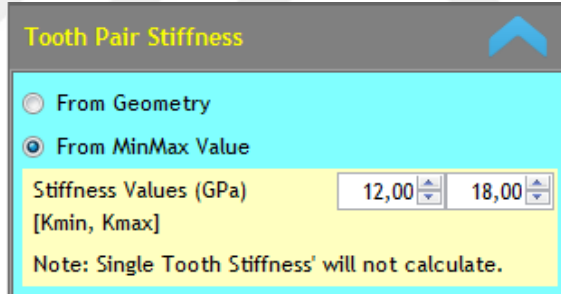 Tooth Pair Stiffness
From Geometry
From MinMax Value
Stiffness Values (GPa) 12,00 18,00
[Kmin, Kmax]
Note: Single Tooth Stiffness' will not calculate.